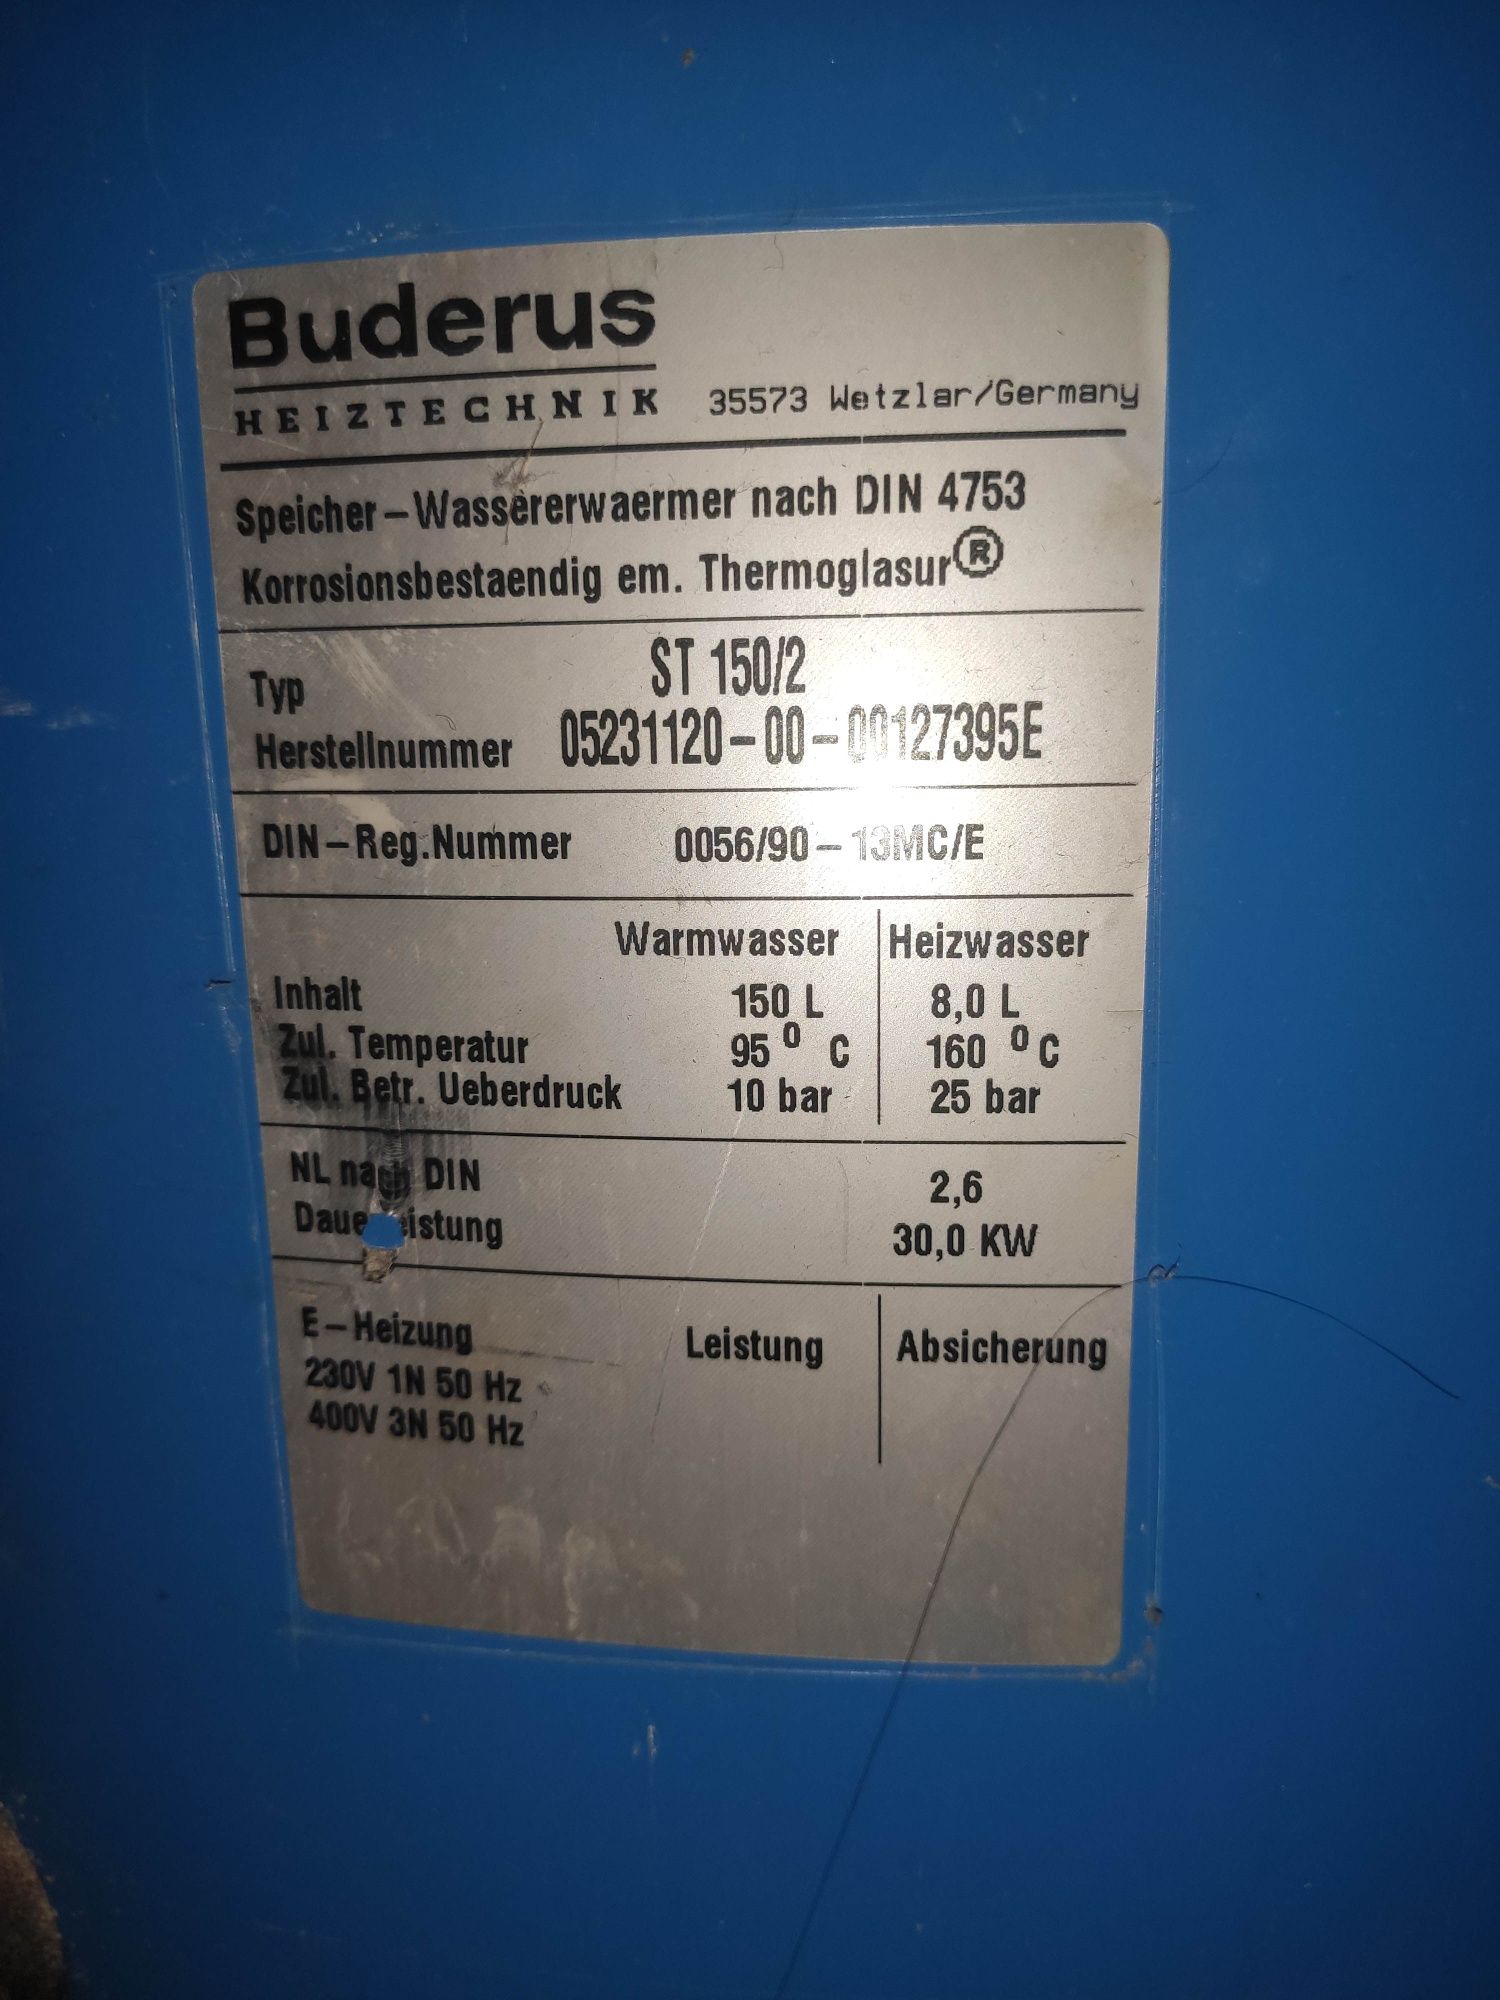 Buderus
HEIZTECHNIK 35573 Wetzlar/Germany
Speicher-Wassererwaermer nach DIN 4753
Korrosionsbestaendig em. Thermoglasur®
Typ ST 150/2
Herstellnummer 05231120-00-00127395E
DIN-Reg.Nummer 0056/90-13MC/E
Warmwasser Heizwasser
Inhalt 150 L 8,0 L
Zul. Temperatur 95 ° C 160 °C
Zul. Betr. Ueberdruck 10 bar 25 bar
NL nach DIN 2,6
Dauerleistung 30,0 KW
E-Heizung Leistung Absicherung
230V 1N 50 Hz
400V 3N 50 Hz